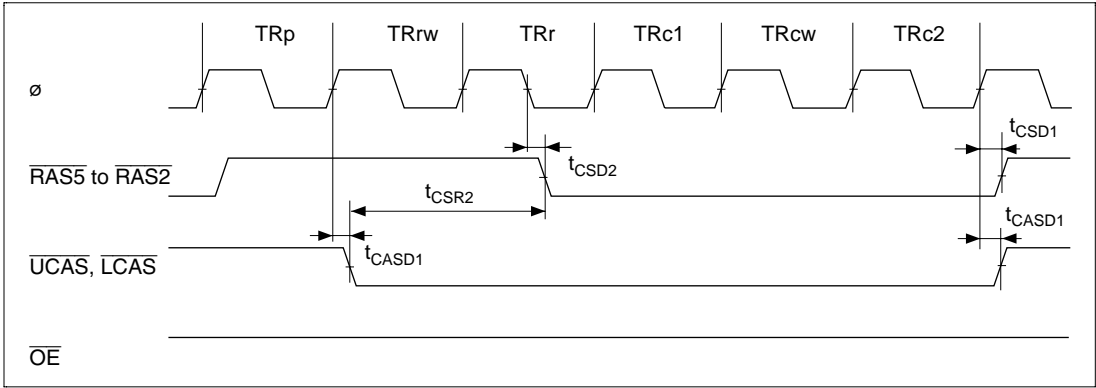 TRp TRrw TRr TRc1 TRcw TRc2
ø
tCSD1
RAS5 to RAS2
tCSD2
tCSR2
tCASD1
UCAS, LCAS
tCASD1
OE